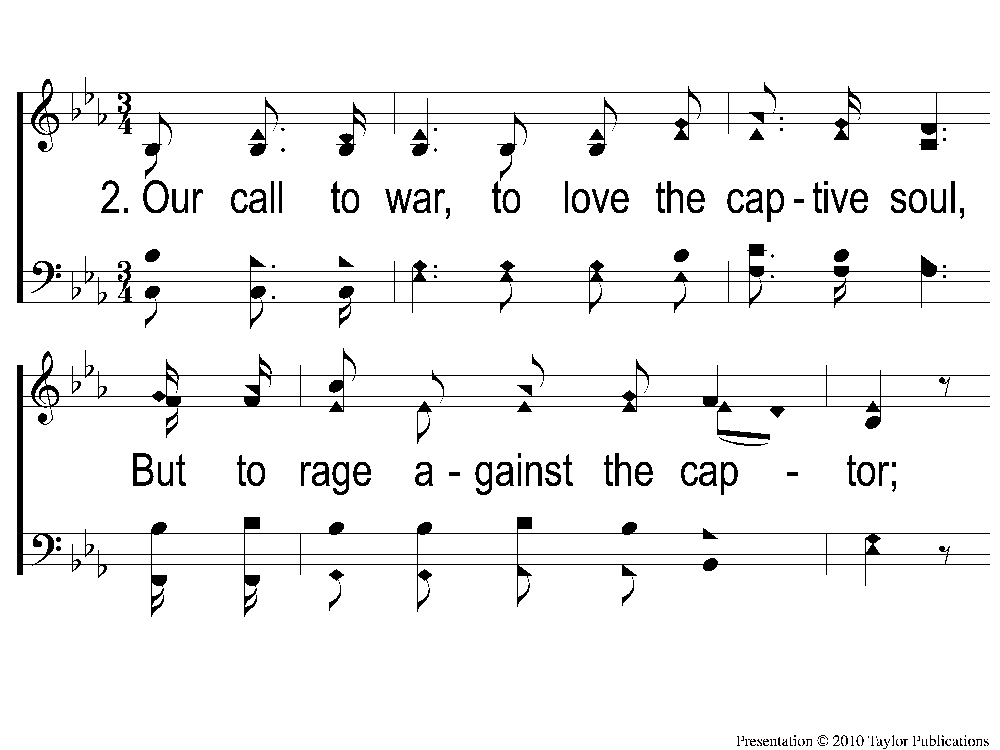 2. Our call to war, to love the cap - tive soul,
But to rage a - gainst the cap - tor;
Presentation © 2010 Taylor Publications